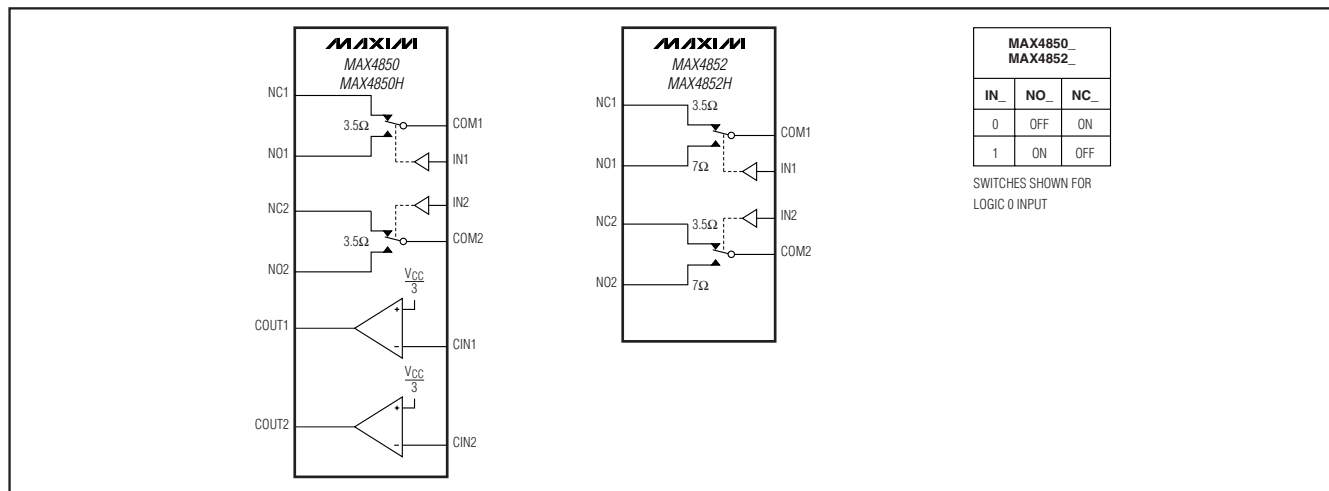 MAXIM
MAX4850
MAX4850H
NC1
3.5Ω
COM1
NO1
IN1
IN2
NC2
3.5Ω
COM2
NO2
VCC
3
+
COUT1
−
CIN1
VCC
3
+
COUT2
−
CIN2
MAXIM
MAX4852
MAX4852H
NC1
3.5Ω
COM1
NO1
7Ω
IN1
IN2
NC2
3.5Ω
COM2
NO2
7Ω
MAX4850_
MAX4852_
IN_ NO_ NC_
0 OFF ON
1 ON OFF
SWITCHES SHOWN FOR
LOGIC 0 INPUT